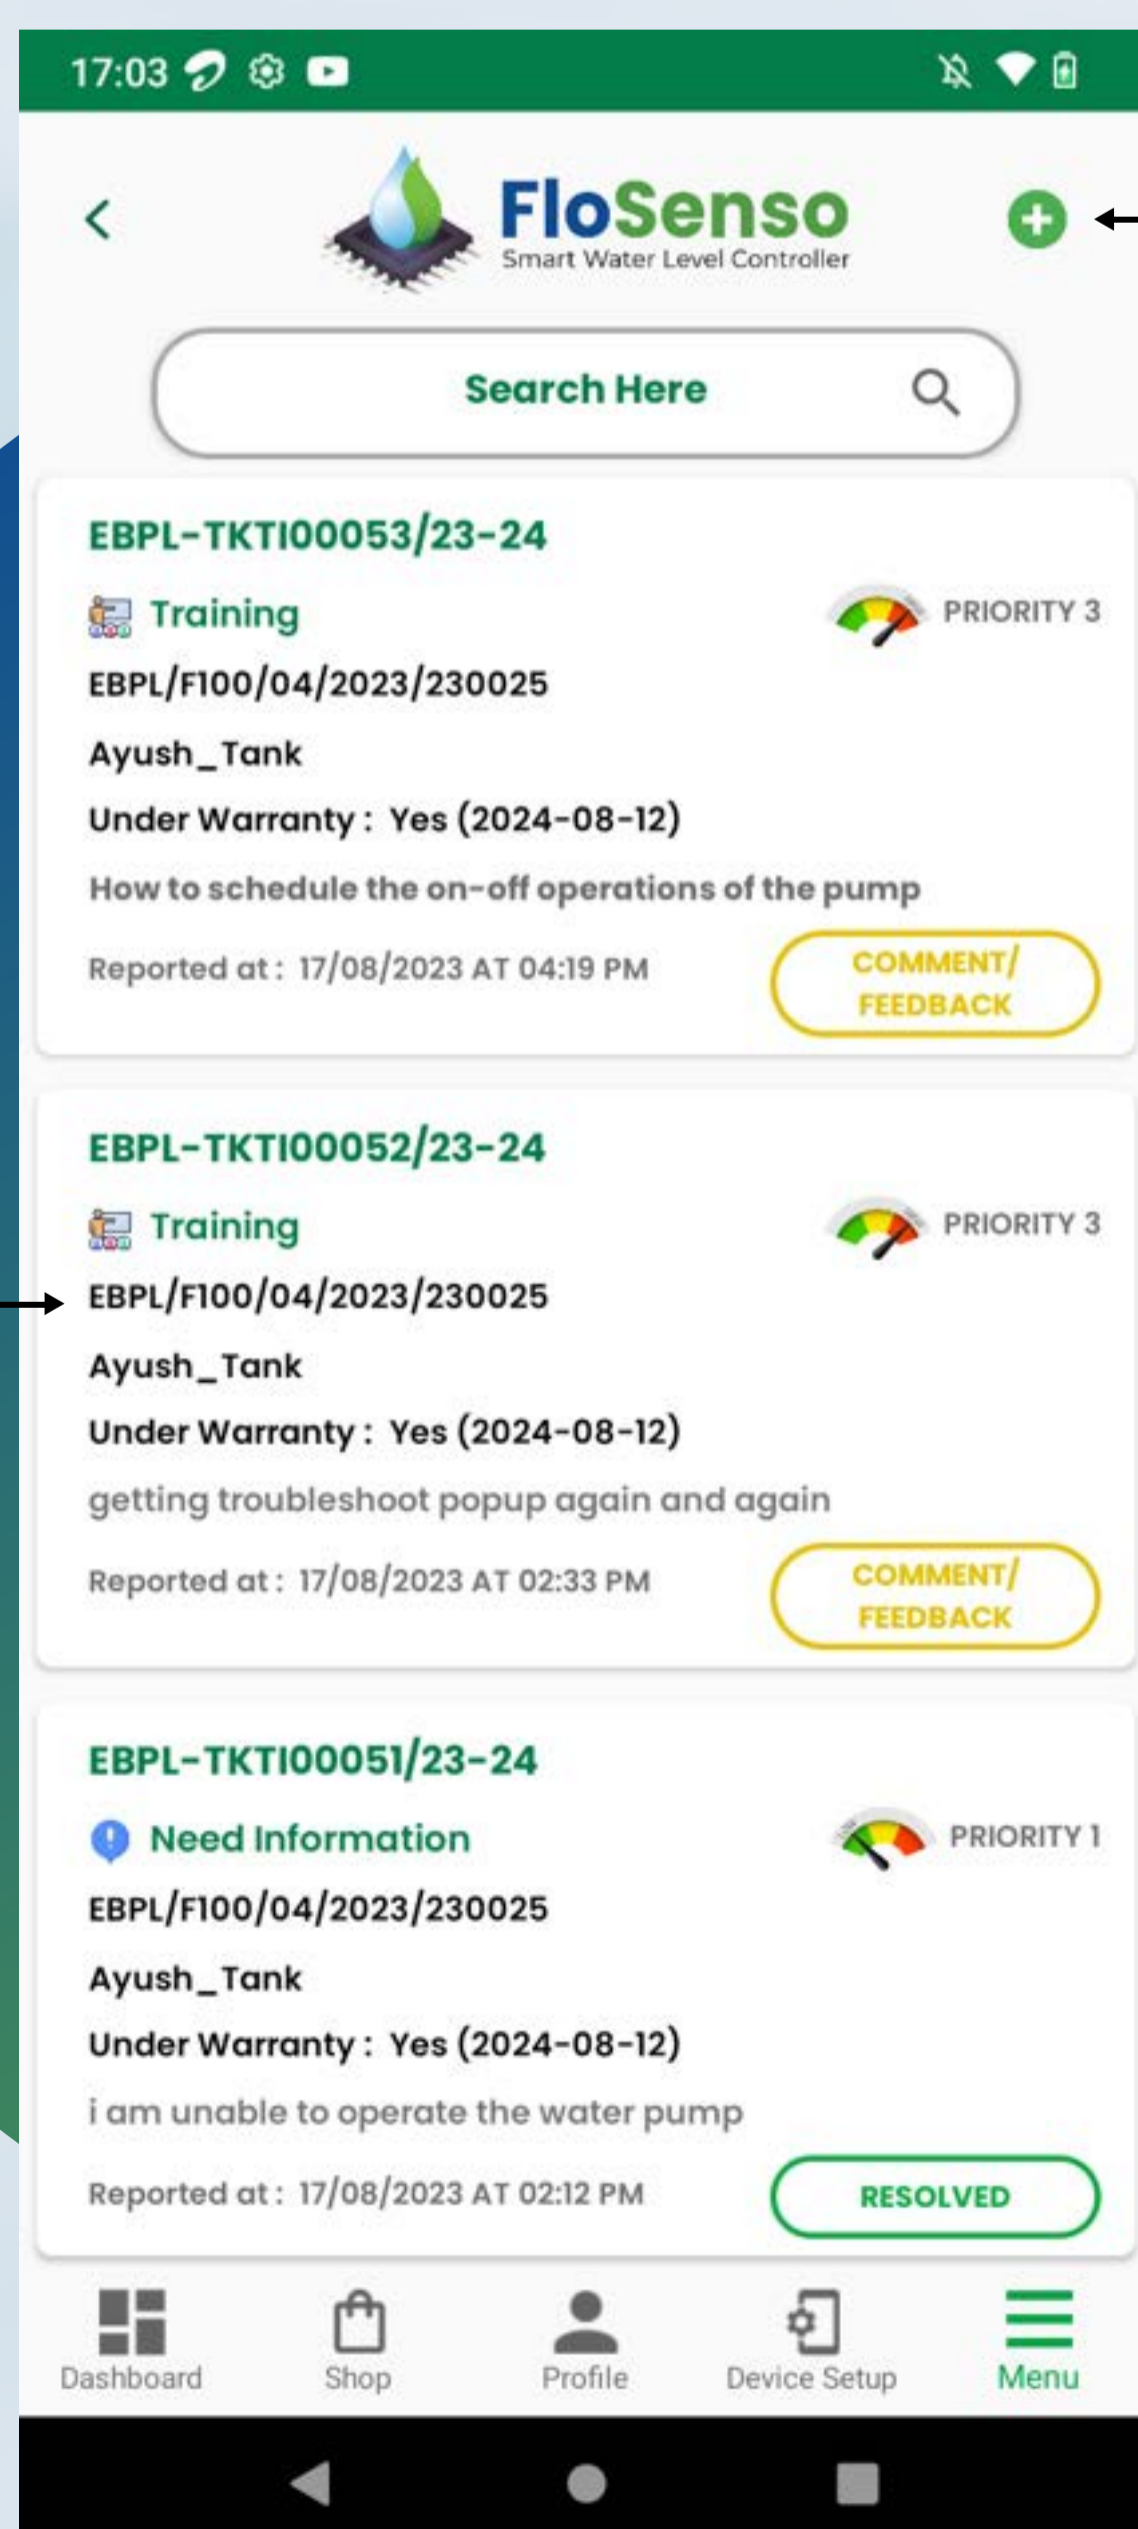 17:03
FloSenso
Smart Water Level Controller
Search Here
EBPL-TKTI00053/23-24
Training
PRIORITY 3
EBPL/F100/04/2023/230025
Ayush_Tank
Under Warranty : Yes (2024-08-12)
How to schedule the on-off operations of the pump
Reported at : 17/08/2023 AT 04:19 PM
COMMENT/
FEEDBACK
EBPL-TKTI00052/23-24
Training
PRIORITY 3
EBPL/F100/04/2023/230025
Ayush_Tank
Under Warranty : Yes (2024-08-12)
getting troubleshoot popup again and again
Reported at : 17/08/2023 AT 02:33 PM
COMMENT/
FEEDBACK
EBPL-TKTI00051/23-24
Need Information
PRIORITY 1
EBPL/F100/04/2023/230025
Ayush_Tank
Under Warranty : Yes (2024-08-12)
i am unable to operate the water pump
Reported at : 17/08/2023 AT 02:12 PM
RESOLVED
Dashboard
Shop
Profile
Device Setup
Menu